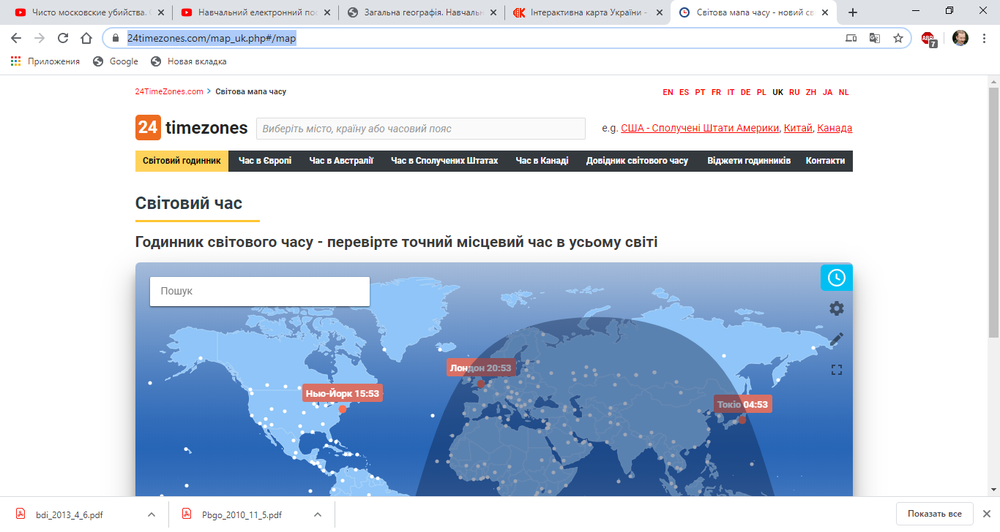 Чисто московские убийства.
Навчальний електронний пос
Загальна географія. Навчальн
Інтерактивна карта України -
Світова мапа часу - новий сві
24timezones.com/map_uk.php#/map
ABP
7
Приложения
Google
Новая вкладка
24TimeZones.com > Світова мапа часу
EN ES PT FR IT DE PL UK RU ZH JA NL
24 timezones
Виберіть місто, країну або часовий пояс
e.g. США - Сполучені Штати Америки, Китай, Канада
Світовий годинник Час в Європі Час в Австралії Час в Сполучених Штатах Час в Канаді Довідник світового часу Віджети годинників Контакти
Світовий час
Годинник світового часу - перевірте точний місцевий час в усьому світі
Пошук
Лондон 20:53
Нью-Йорк 15:53
Токіо 04:53
bdi_2013_4_6.pdf
Pbgo_2010_11_5.pdf
Показать все